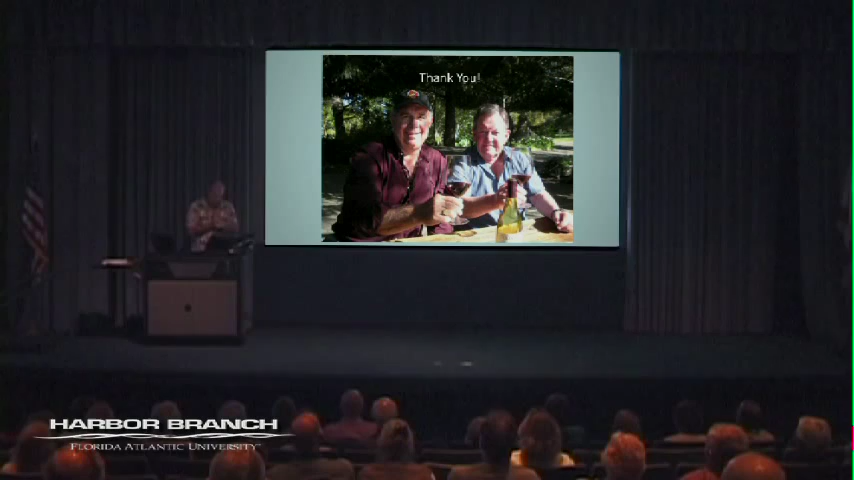 Thank You!
HARBOR BRANCH
FLORIDA ATLANTIC UNIVERSITY